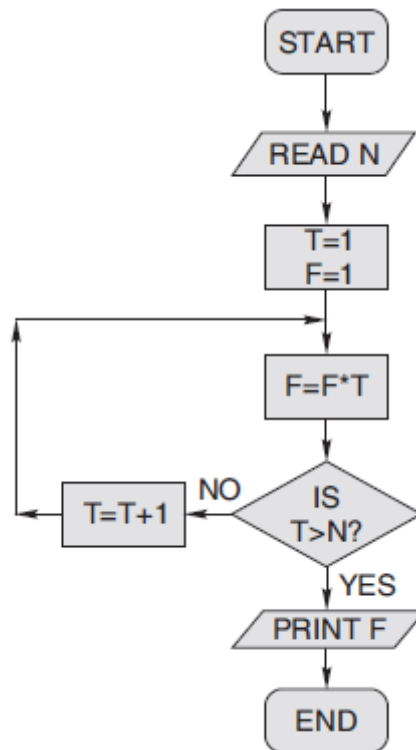 START
READ N
T=1
F=1
F=F*T
IS
T>N?
NO
T=T+1
YES
PRINT F
END